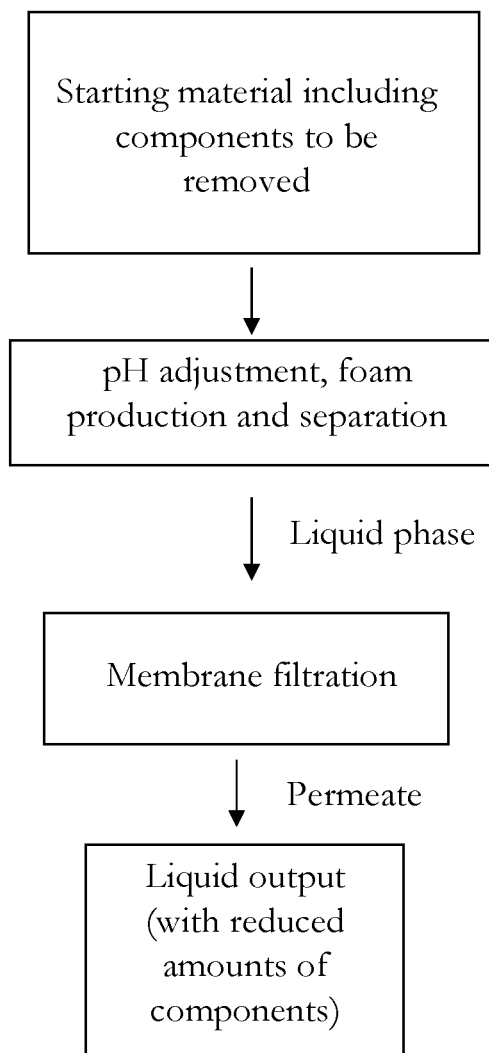 Starting material including
components to be
removed
pH adjustment, foam
production and separation
Liquid phase
Membrane filtration
Permeate
Liquid output
(with reduced
amounts of
components)